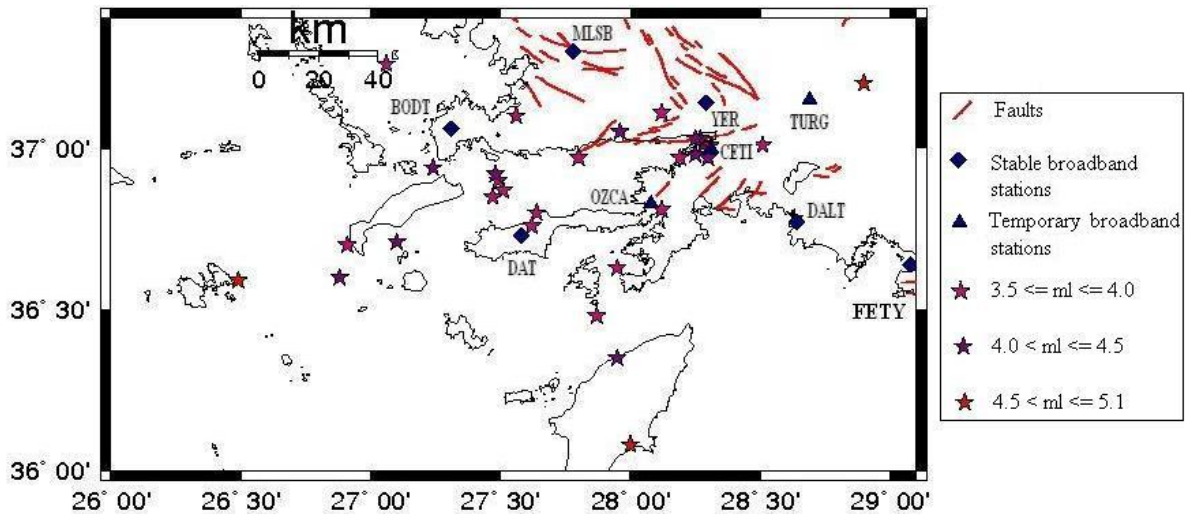 km
0 20 40
MLSB
BODT
YER
TURG
CETI
OZCA
DALT
DAT
FETY
37° 00'
36° 30'
36° 00'
26° 00' 26° 30' 27° 00' 27° 30' 28° 00' 28° 30' 29° 00'
Faults
Stable broadband
stations
Temporary broadband
stations
3.5 <= ml <= 4.0
4.0 < ml <= 4.5
4.5 < ml <= 5.1